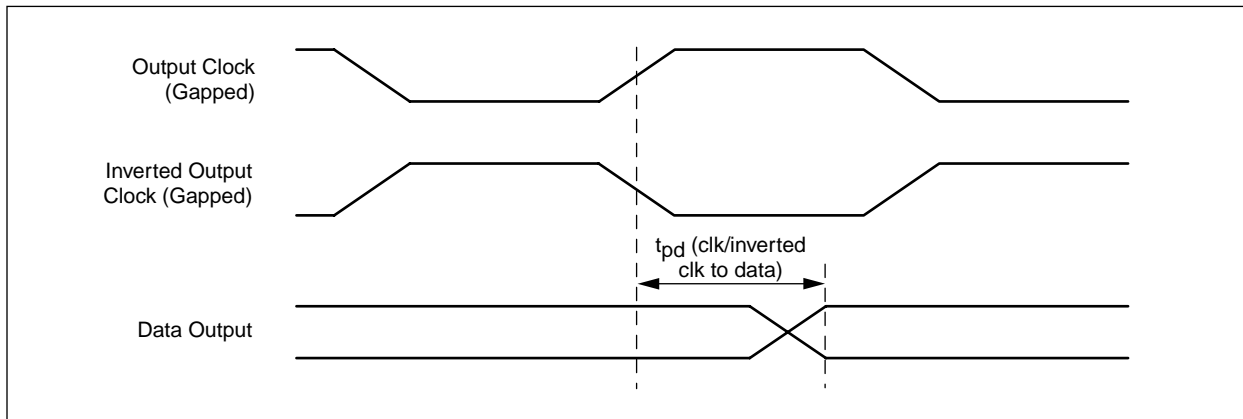 Output Clock
(Gapped)
Inverted Output
Clock (Gapped)
tpd (clk/inverted
clk to data)
Data Output